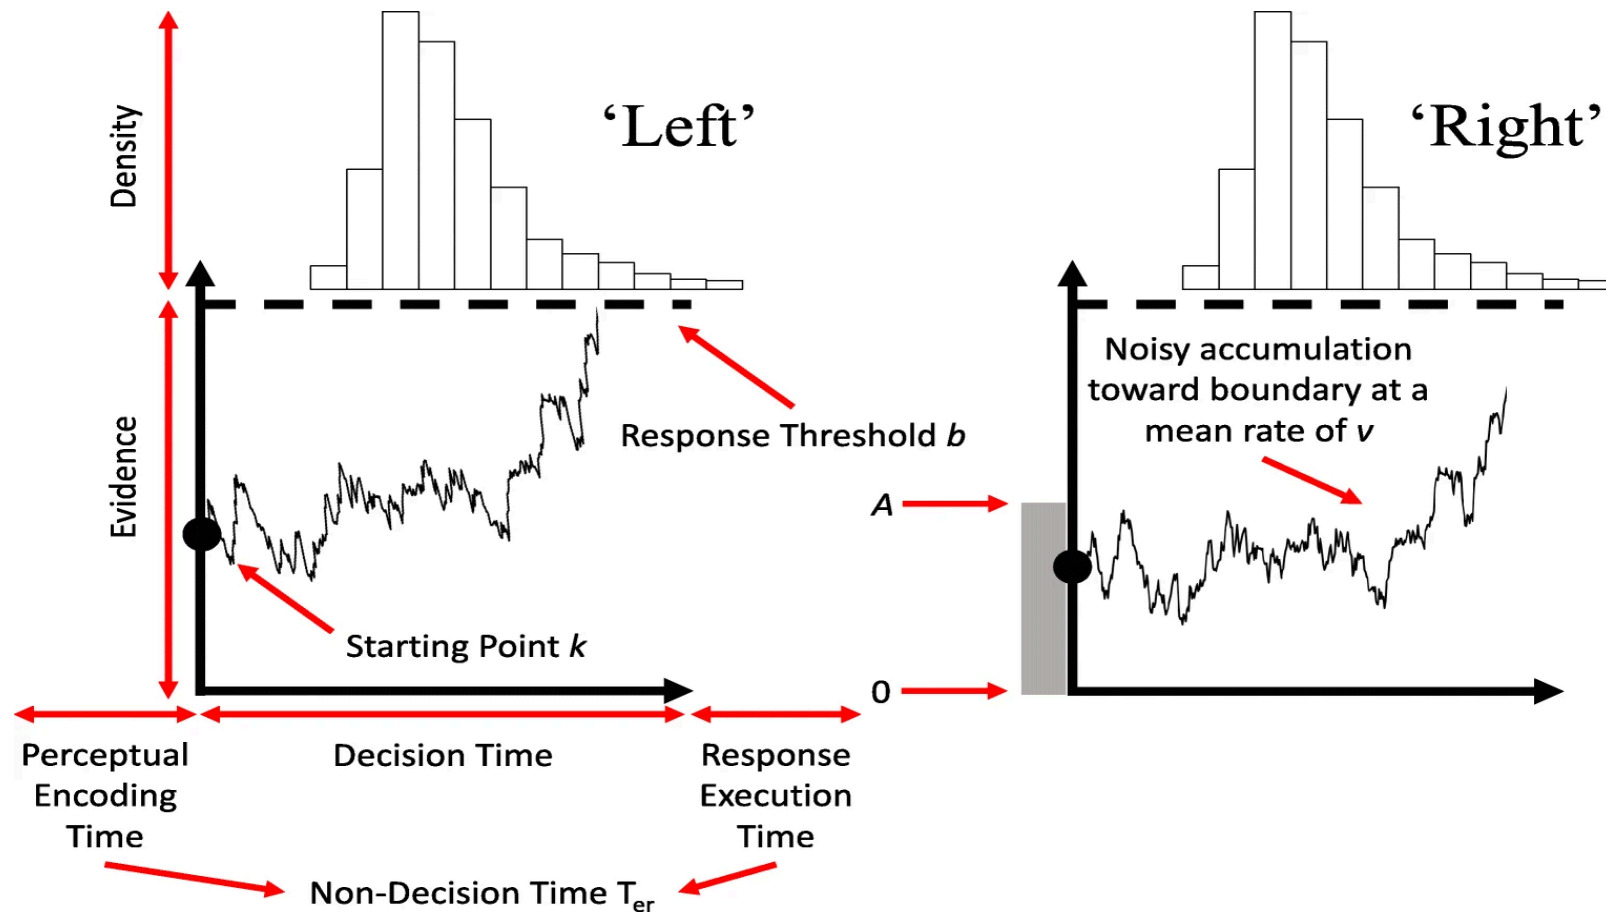 Density
‘Left’
‘Right’
Evidence
Response Threshold b
Noisy accumulation
toward boundary at a
mean rate of v
A
Starting Point k
0
Perceptual
Encoding
Time
Decision Time
Response
Execution
Time
Non-Decision Time Ter